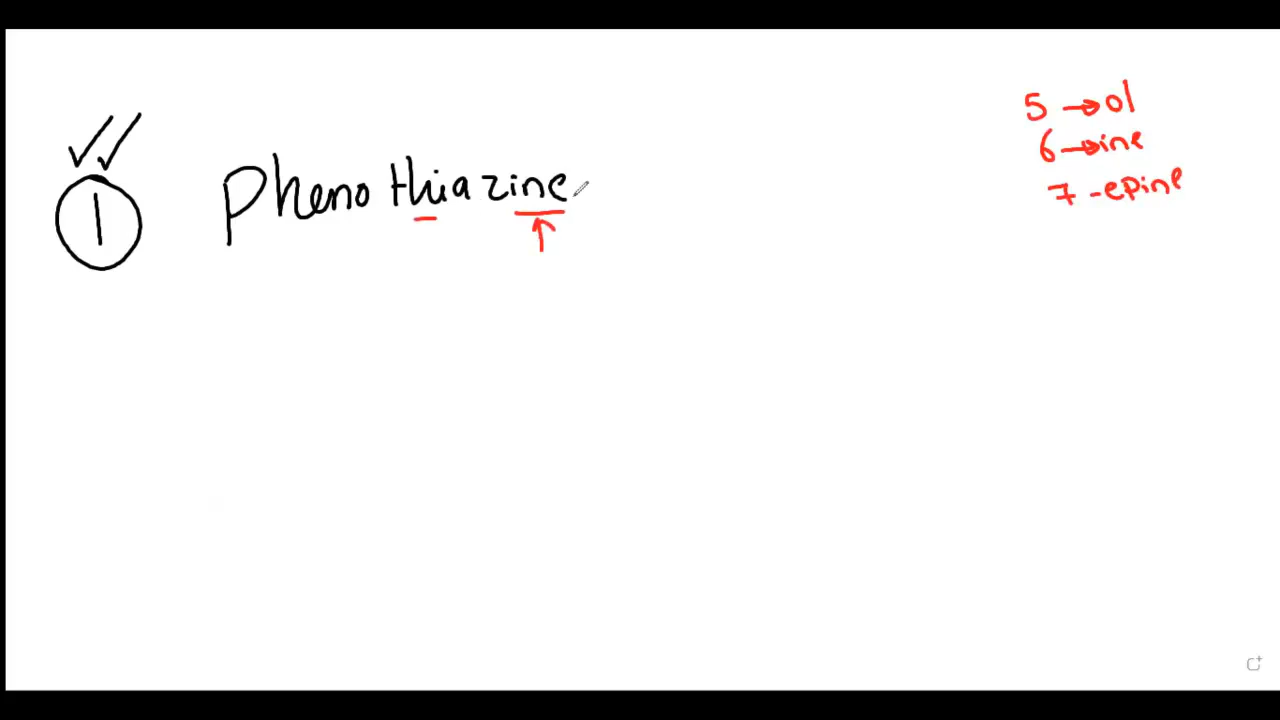 1 Phenothiazine
5 → ol
6 → ine
7 - epine